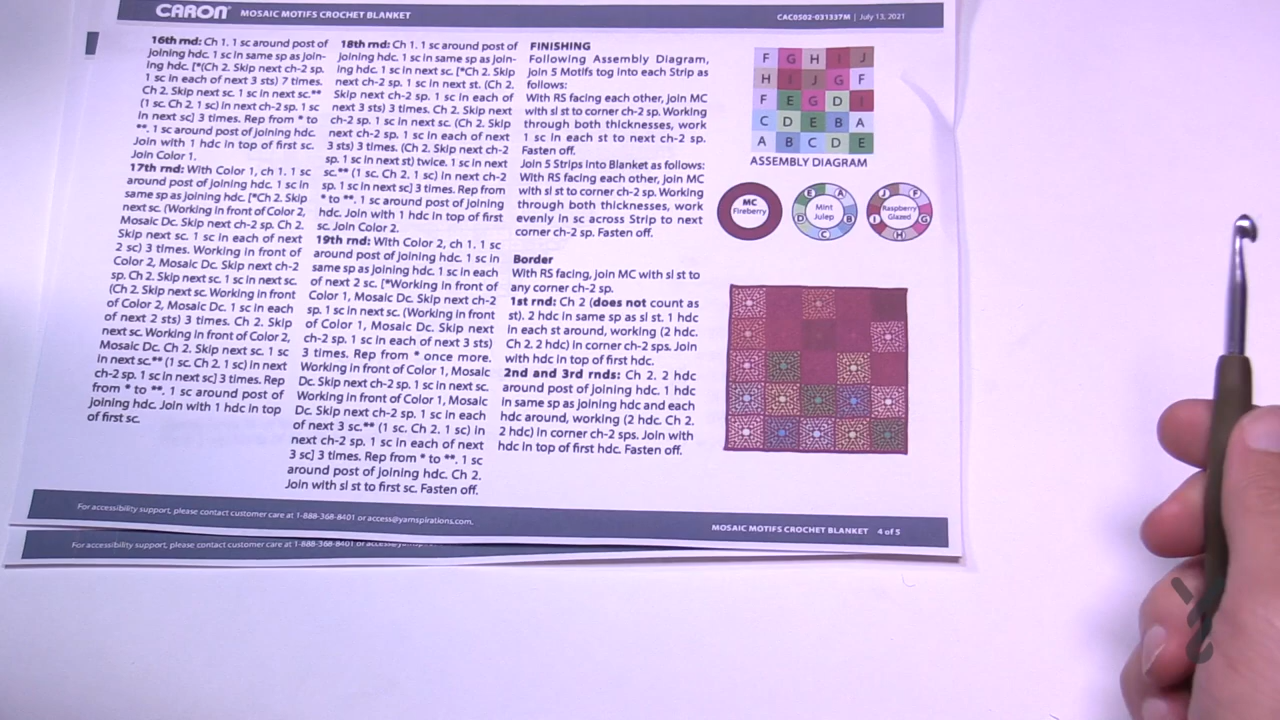 CARON® MOSAIC MOTIFS CROCHET BLANKET
CAC0502-031337M | July 13, 2021
16th rnd: Ch 1. 1 sc around post of
joining hdc. 1 sc in same sp as join-
ing hdc. [*(Ch 2. Skip next ch-2 sp.
1 sc in each of next 3 sts) 7 times.
Ch 2. Skip next sc. 1 sc in next sc.**
(1 sc. Ch 2. 1 sc) in next ch-2 sp. 1 sc
in next sc] 3 times. Rep from * to
**. 1 sc around post of joining hdc.
Join with 1 hdc in top of first sc.
Join Color 1.
17th rnd: With Color 1, ch 1. 1 sc
around post of joining hdc. 1 sc in
same sp as joining hdc. [*Ch 2. Skip
next sc. (Working in front of Color 2,
Mosaic Dc. Skip next ch-2 sp. Ch 2.
Skip next sc. 1 sc in each of next
2 sc) 3 times. Working in front of
Color 2, Mosaic Dc. Skip next ch-2
sp. Ch 2. Skip next sc. 1 sc in next sc.
(Ch 2. Skip next sc. Working in front
of Color 2, Mosaic Dc. 1 sc in each
of next 2 sts) 3 times. Ch 2. Skip
next sc. Working in front of Color 2,
Mosaic Dc. Ch 2. Skip next sc. 1 sc
in next sc.** (1 sc. Ch 2. 1 sc) in next
ch-2 sp. 1 sc in next sc] 3 times. Rep
from * to **. 1 sc around post of
joining hdc. Join with 1 hdc in top
of first sc.
18th rnd: Ch 1. 1 sc around post of
joining hdc. 1 sc in same sp as join-
ing hdc. 1 sc in next sc. [*Ch 2. Skip
next ch-2 sp. 1 sc in next st. (Ch 2.
Skip next ch-2 sp. 1 sc in each of
next 3 sts) 3 times. Ch 2. Skip next
ch-2 sp. 1 sc in next sc. (Ch 2. Skip
next ch-2 sp. 1 sc in each of next
3 sts) 3 times. (Ch 2. Skip next ch-2
sp. 1 sc in next st) twice. 1 sc in next
sc.** (1 sc. Ch 2. 1 sc) in next ch-2
sp. 1 sc in next sc] 3 times. Rep from
* to **. 1 sc around post of joining
hdc. Join with 1 hdc in top of first
sc. Join Color 2.
19th rnd: With Color 2, ch 1. 1 sc
around post of joining hdc. 1 sc in
same sp as joining hdc. 1 sc in each
of next 2 sc. [*Working in front of
Color 1, Mosaic Dc. Skip next ch-2
sp. 1 sc in next sc. (Working in front
of Color 1, Mosaic Dc. Skip next
ch-2 sp. 1 sc in each of next 3 sts)
3 times. Rep from * once more.
Working in front of Color 1, Mosaic
Dc. Skip next ch-2 sp. 1 sc in next sc.
Working in front of Color 1, Mosaic
Dc. Skip next ch-2 sp. 1 sc in each
of next 3 sc.** (1 sc. Ch 2. 1 sc) in
next ch-2 sp. 1 sc in each of next
3 sc] 3 times. Rep from * to **. 1 sc
around post of joining hdc. Ch 2.
Join with sl st to first sc. Fasten off.
FINISHING
Following Assembly Diagram,
join 5 Motifs tog into each Strip as
follows:
With RS facing each other, join MC
with sl st to corner ch-2 sp. Working
through both thicknesses, work
1 sc in each st to next ch-2 sp.
Fasten off.
Join 5 Strips into Blanket as follows:
With RS facing each other, join MC
with sl st to corner ch-2 sp. Working
through both thicknesses, work
evenly in sc across Strip to next
corner ch-2 sp. Fasten off.
Border
With RS facing, join MC with sl st to
any corner ch-2 sp.
1st rnd: Ch 2 (does not count as
st). 2 hdc in same sp as sl st. 1 hdc
in each st around, working (2 hdc.
Ch 2. 2 hdc) in corner ch-2 sps. Join
with hdc in top of first hdc.
2nd and 3rd rnds: Ch 2. 2 hdc
around post of joining hdc. 1 hdc
in same sp as joining hdc and each
hdc around, working (2 hdc. Ch 2.
2 hdc) in corner ch-2 sps. Join with
hdc in top of first hdc. Fasten off.
F G H I J
H I J G F
F E G D I
C D E B A
A B C D E
ASSEMBLY DIAGRAM
MC
Fireberry
E A
Mint
Julep
D B
C
J F
Raspberry
Glazed
I G
H
For accessibility support, please contact customer care at 1-888-368-8401 or access@yarnspirations.com.
MOSAIC MOTIFS CROCHET BLANKET 4 of 5
For accessibility support, please contact customer care at 1-888-368-8401 or